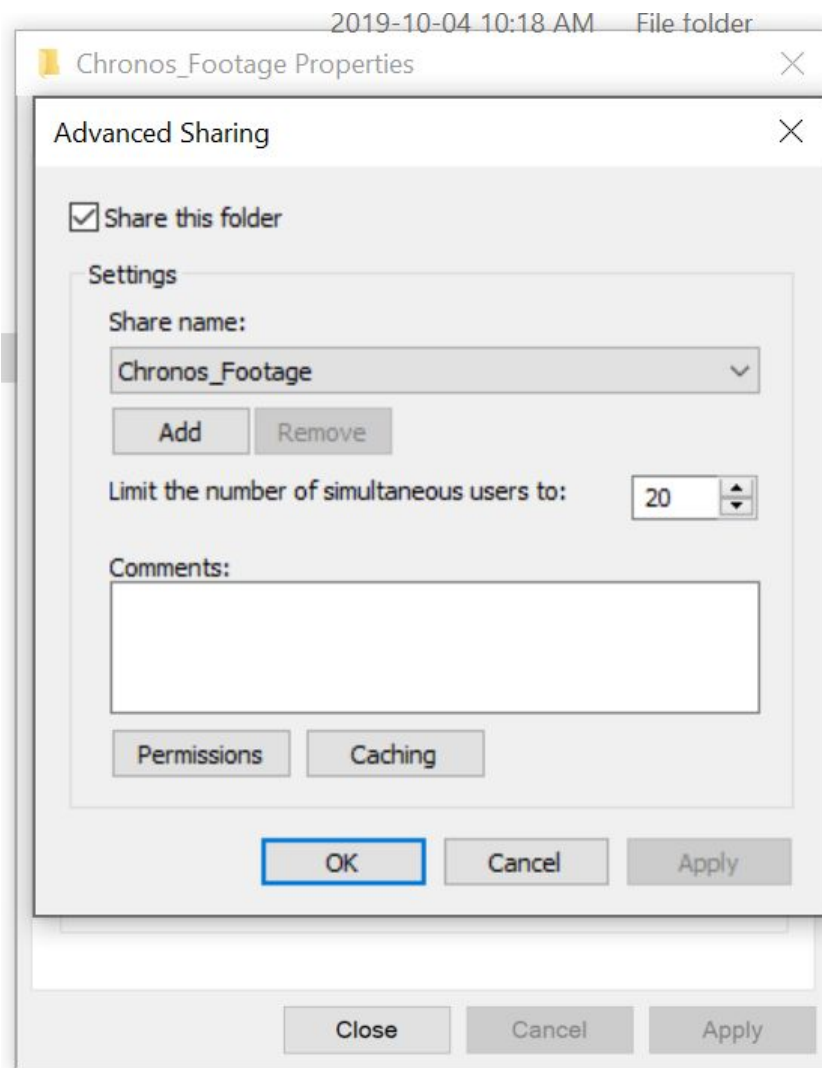 2019-10-04 10:18 AM File folder
Chronos_Footage Properties
Advanced Sharing
Share this folder
Settings
Share name:
Chronos_Footage
Add Remove
Limit the number of simultaneous users to: 20
Comments:
Permissions Caching
OK Cancel Apply
Close Cancel Apply